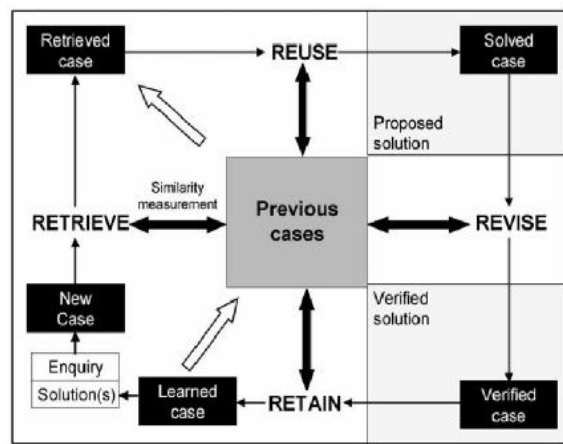 Retrieved
case
REUSE
Solved
case
Proposed
solution
Similarity
measurement
Previous
cases
RETRIEVE
REVISE
New
Case
Verified
solution
Enquiry
Solution(s)
Learned
case
RETAIN
Verified
case